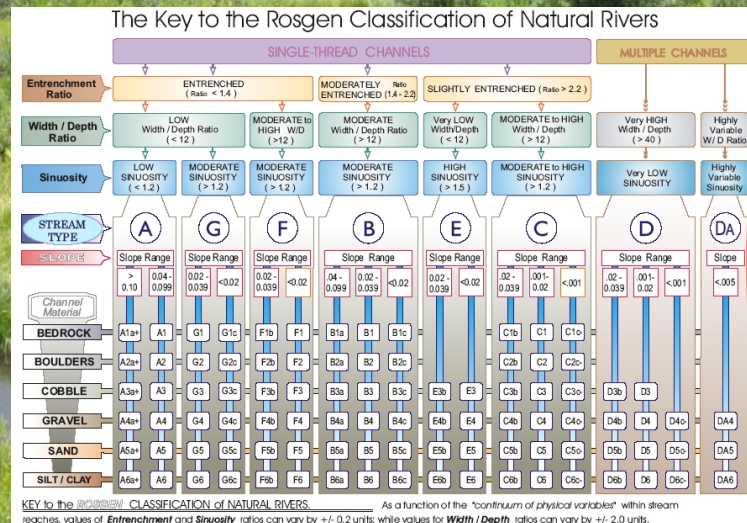 The Key to the Rosgen Classification of Natural Rivers
SINGLE-THREAD CHANNELS MULTIPLE CHANNELS
Entrenchment Ratio
ENTRENCHED ( Ratio < 1.4 )
MODERATELY ENTRENCHED Ratio (1.4 - 2.2)
SLIGHTLY ENTRENCHED ( Ratio > 2.2 )
Width / Depth Ratio
LOW Width / Depth Ratio ( < 12 )
MODERATE to HIGH W/D (>12 )
MODERATE Width / Depth Ratio ( > 12 )
Very LOW Width/Depth ( < 12 )
MODERATE to HIGH Width / Depth ( > 12 )
Very HIGH Width / Depth ( > 40 )
Highly Variable W/ D Ratio
Sinuosity
LOW SINUOSITY ( < 1.2 )
MODERATE SINUOSITY ( > 1.2 )
MODERATE SINUOSITY ( > 1.2 )
MODERATE SINUOSITY ( > 1.2 )
HIGH SINUOSITY ( > 1.5 )
MODERATE to HIGH SINUOSITY ( > 1.2 )
Very LOW SINUOSITY
Highly Variable Sinuosity
STREAM TYPE A G F B E C D DA
SLOPE Slope Range Slope Range Slope Range Slope Range Slope Range Slope Range Slope Range Slope
> 0.10 0.04 - 0.099 0.02 - 0.039 <0.02 0.02 - 0.039 <0.02 .04 - 0.099 0.02 - 0.039 <0.02 0.02 - 0.039 <0.02 .02 - 0.039 .001- 0.02 <.001 .02 - 0.039 .001- 0.02 <.001 <.005
Channel Material
BEDROCK A1a+ A1 G1 G1c F1b F1 B1a B1 B1c C1b C1 C1c-
BOULDERS A2a+ A2 G2 G2c F2b F2 B2a B2 B2c C2b C2 C2c-
COBBLE A3a+ A3 G3 G3c F3b F3 B3a B3 B3c E3b E3 C3b C3 C3c- D3b D3
GRAVEL A4a+ A4 G4 G4c F4b F4 B4a B4 B4c E4b E4 C4b C4 C4c- D4b D4 D4c- DA4
SAND A5a+ A5 G5 G5c F5b F5 B5a B5 B5c E5b E5 C5b C5 C5c- D5b D5 D5c- DA5
SILT / CLAY A6a+ A6 G6 G6c F6b F6 B6a B6 B6c E6b E6 C6b C6 C6c- D6b D6 D6c- DA6
KEY to the ROSGEN CLASSIFICATION of NATURAL RIVERS. As a function of the "continuum of physical variables" within stream
reaches, values of Entrenchment and Sinuosity ratios can vary by +/- 0.2 units; while values for Width / Depth ratios can vary by +/- 2.0 units.